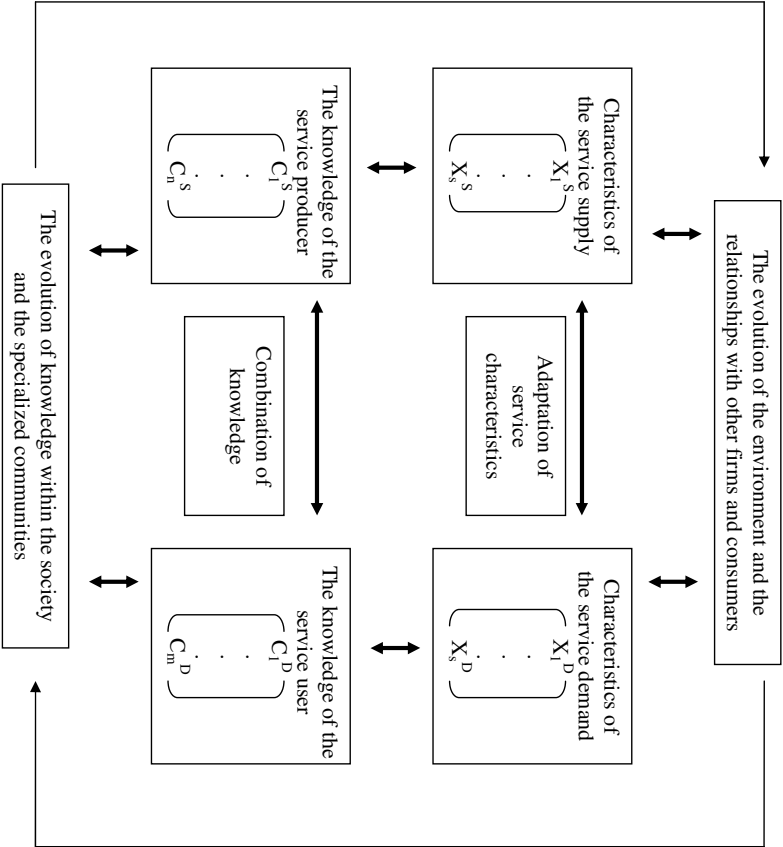 The evolution of the environment and the
relationships with other firms and consumers
Characteristics of
the service supply
X₁ˢ
.
.
.
Xₛˢ
Adaptation of
service
characteristics
Characteristics of
the service demand
X₁ᴰ
.
.
.
Xₛᴰ
The knowledge of the
service producer
C₁ˢ
.
.
.
Cₙˢ
Combination of
knowledge
The knowledge of the
service user
C₁ᴰ
.
.
.
Cₘᴰ
The evolution of knowledge within the society
and the specialized communities